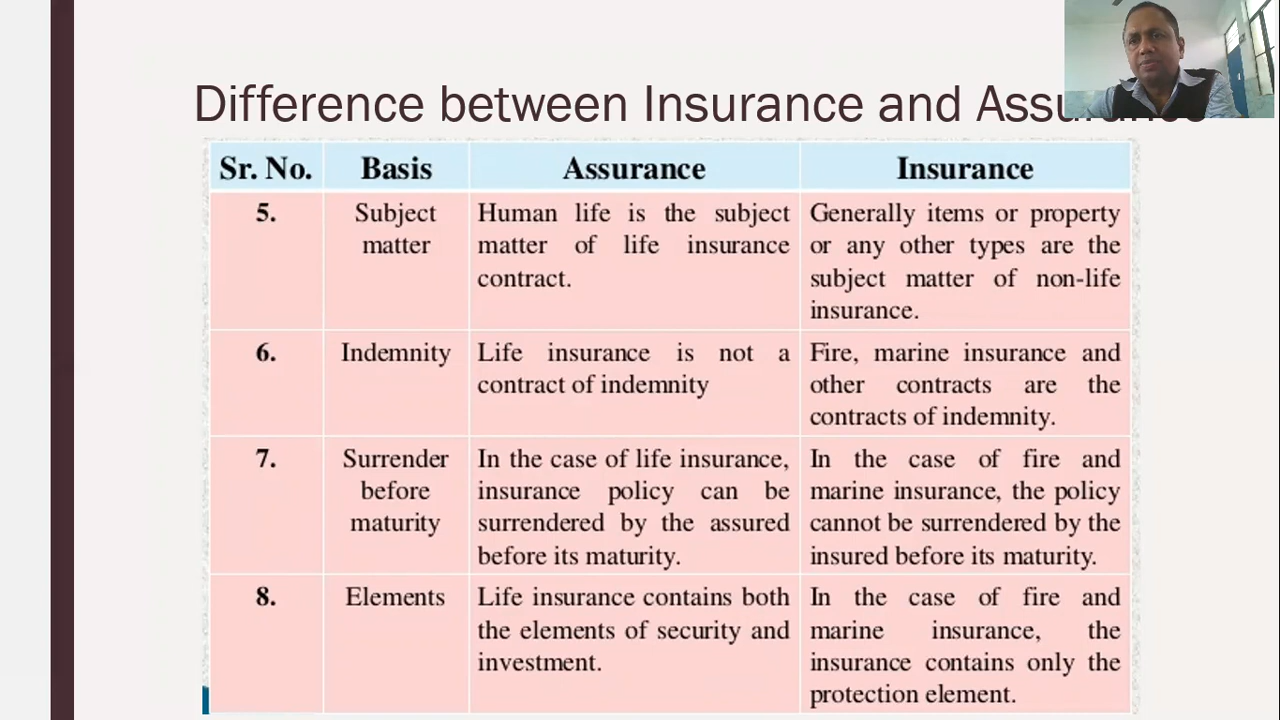 Difference between Insurance and
Sr. No. Basis Assurance Insurance
5. Subject matter
Human life is the subject
matter of life insurance
contract.
Generally items or property
or any other types are the
subject matter of non-life
insurance.
6. Indemnity
Life insurance is not a
contract of indemnity
Fire, marine insurance and
other contracts are the
contracts of indemnity.
7. Surrender
before
maturity
In the case of life insurance,
insurance policy can be
surrendered by the assured
before its maturity.
In the case of fire and
marine insurance, the policy
cannot be surrendered by the
insured before its maturity.
8. Elements
Life insurance contains both
the elements of security and
investment.
In the case of fire and
marine insurance, the
insurance contains only the
protection element.